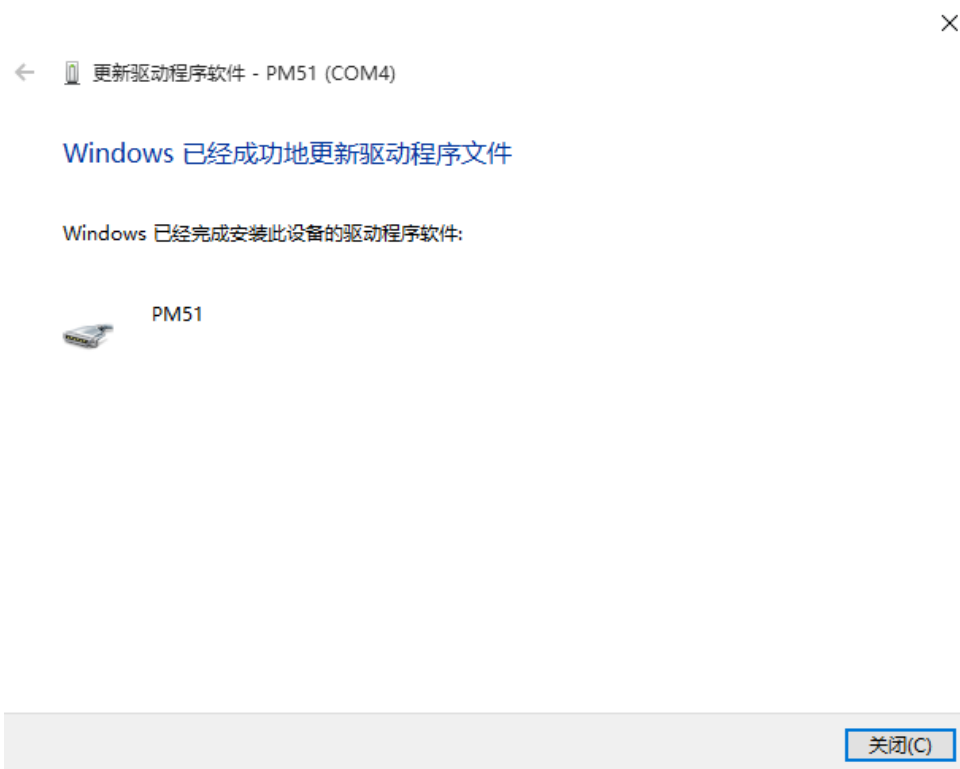 更新驱动程序软件 - PM51 (COM4)
Windows 已经成功地更新驱动程序文件
Windows 已经完成安装此设备的驱动程序软件:
PM51
关闭(C)